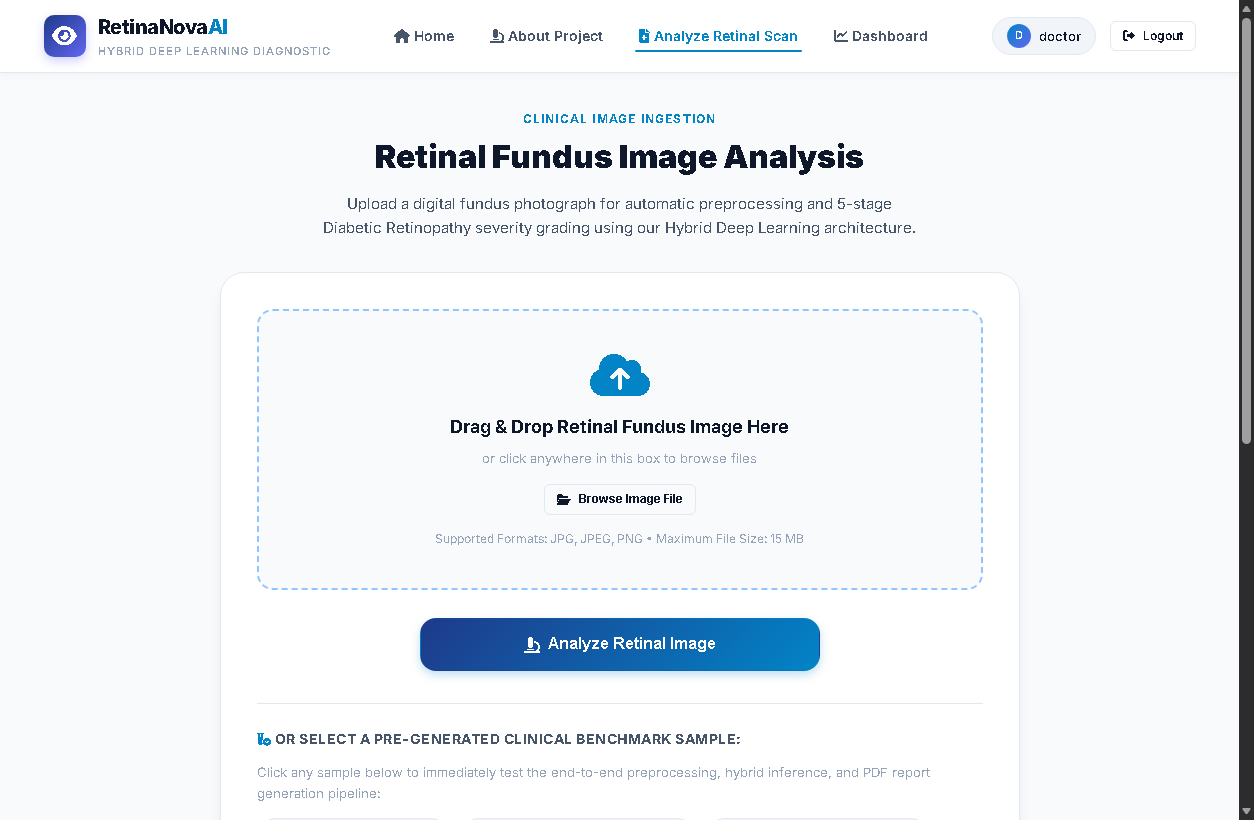 RetinaNovaAI
HYBRID DEEP LEARNING DIAGNOSTIC
Home
About Project
Analyze Retinal Scan
Dashboard
D
doctor
Logout
CLINICAL IMAGE INGESTION
Retinal Fundus Image Analysis
Upload a digital fundus photograph for automatic preprocessing and 5-stage
Diabetic Retinopathy severity grading using our Hybrid Deep Learning architecture.
Drag & Drop Retinal Fundus Image Here
or click anywhere in this box to browse files
Browse Image File
Supported Formats: JPG, JPEG, PNG • Maximum File Size: 15 MB
Analyze Retinal Image
OR SELECT A PRE-GENERATED CLINICAL BENCHMARK SAMPLE:
Click any sample below to immediately test the end-to-end preprocessing, hybrid inference, and PDF report
generation pipeline: